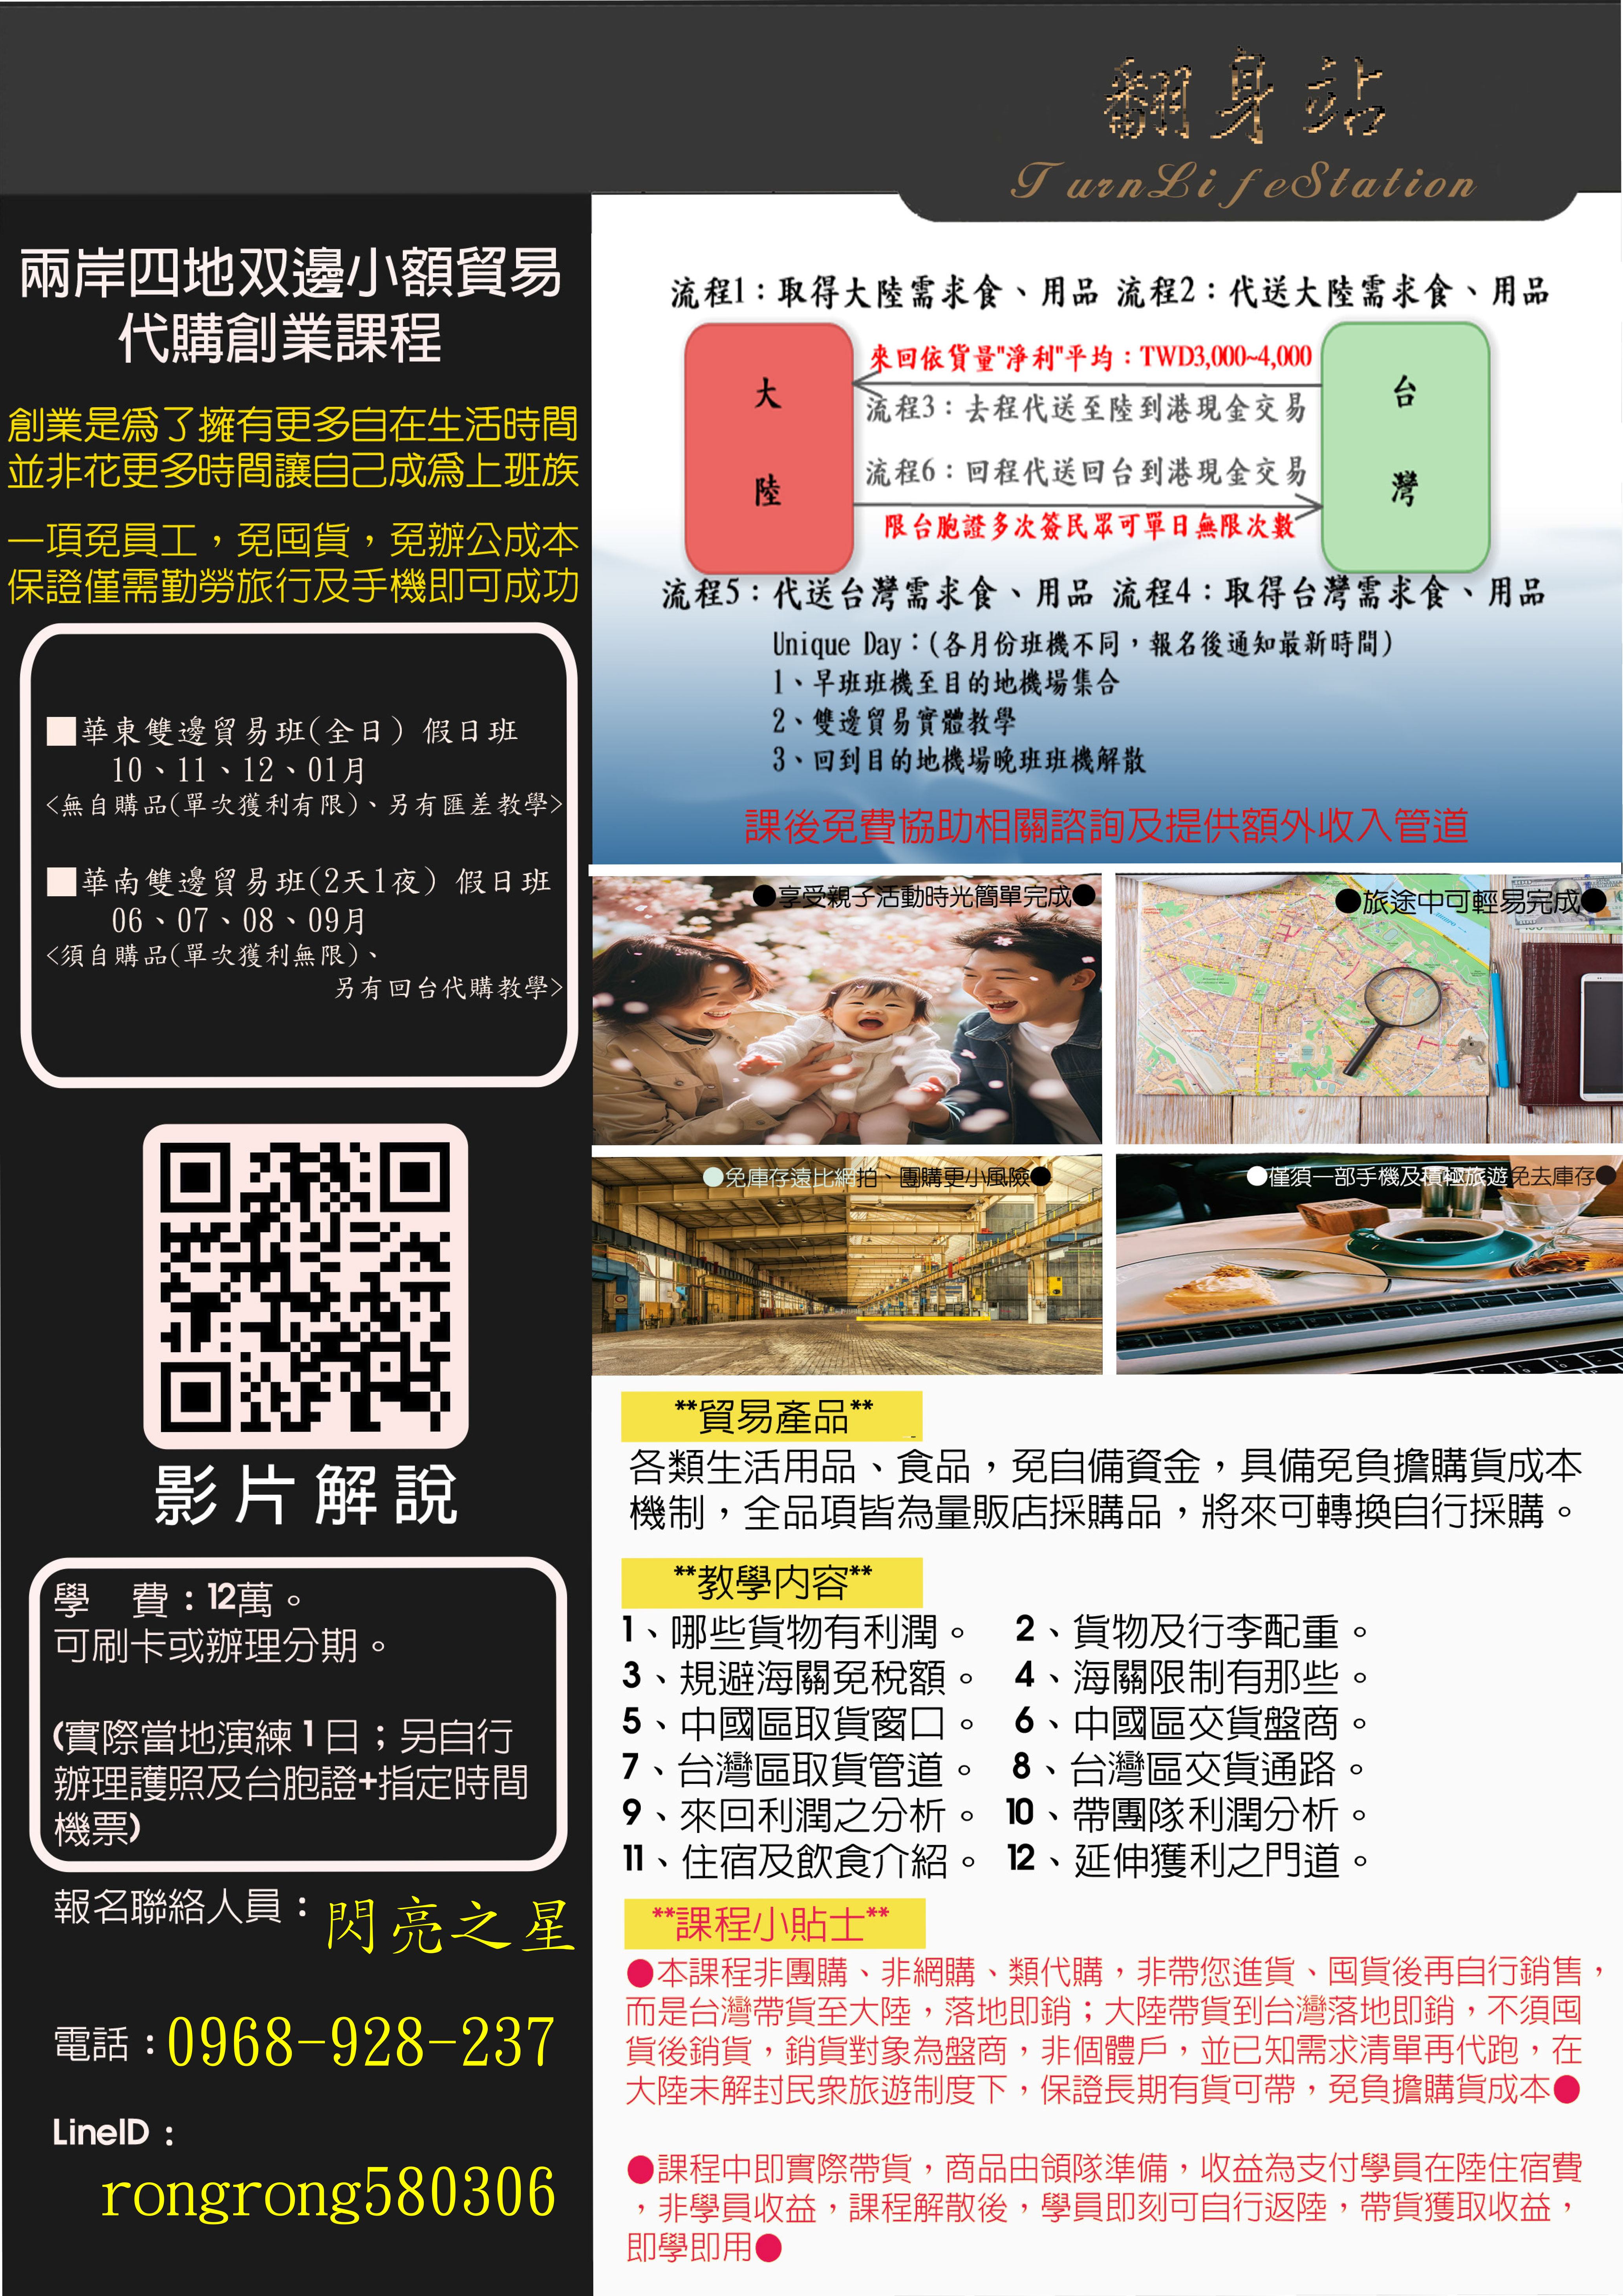 翻身站
TurnLifeStation
兩岸四地双邊小額貿易
代購創業課程
創業是為了擁有更多自在生活時間
並非花更多時間讓自己成為上班族
一項免員工，免囤貨，免辦公成本
保證僅需勤勞旅行及手機即可成功
■華東雙邊貿易班(全日) 假日班
10、11、12、01月
<無自購品(單次獲利有限)、另有匯差教學>
■華南雙邊貿易班(2天1夜) 假日班
06、07、08、09月
<須自購品(單次獲利無限)、
另有回台代購教學>
影片解說
學　費：12萬。
可刷卡或辦理分期。
(實際當地演練1日；另自行
辦理護照及台胞證+指定時間
機票)
報名聯絡人員：閃亮之星
電話：0968-928-237
LineID：
rongrong580306
流程1：取得大陸需求食、用品 流程2：代送大陸需求食、用品
大陸
來回依貨量"淨利"平均：TWD3,000~4,000
流程3：去程代送至陸到港現金交易
流程6：回程代送回台到港現金交易
限台胞證多次簽民眾可單日無限次數
台灣
流程5：代送台灣需求食、用品 流程4：取得台灣需求食、用品
Unique Day：(各月份班機不同，報名後通知最新時間)
1、早班班機至目的地機場集合
2、雙邊貿易實體教學
3、回到目的地機場晚班班機解散
課後免費協助相關諮詢及提供額外收入管道
●享受親子活動時光簡單完成●
●旅途中可輕易完成●
●免庫存遠比網拍、團購更小風險●
●僅須一部手機及積極旅遊免去庫存●
**貿易產品**
各類生活用品、食品，免自備資金，具備免負擔購貨成本
機制，全品項皆為量販店採購品，將來可轉換自行採購。
**教學內容**
1、哪些貨物有利潤。 2、貨物及行李配重。
3、規避海關免稅額。 4、海關限制有那些。
5、中國區取貨窗口。 6、中國區交貨盤商。
7、台灣區取貨管道。 8、台灣區交貨通路。
9、來回利潤之分析。 10、帶團隊利潤分析。
11、住宿及飲食介紹。 12、延伸獲利之門道。
**課程小貼士**
●本課程非團購、非網購、類代購，非帶您進貨、囤貨後再自行銷售，
而是台灣帶貨至大陸，落地即銷；大陸帶貨到台灣落地即銷，不須囤
貨後銷貨，銷貨對象為盤商，非個體戶，並已知需求清單再代跑，在
大陸未解封民眾旅遊制度下，保證長期有貨可帶，免負擔購貨成本●
●課程中即實際帶貨，商品由領隊準備，收益為支付學員在陸住宿費
，非學員收益，課程解散後，學員即刻可自行返陸，帶貨獲取收益，
即學即用●